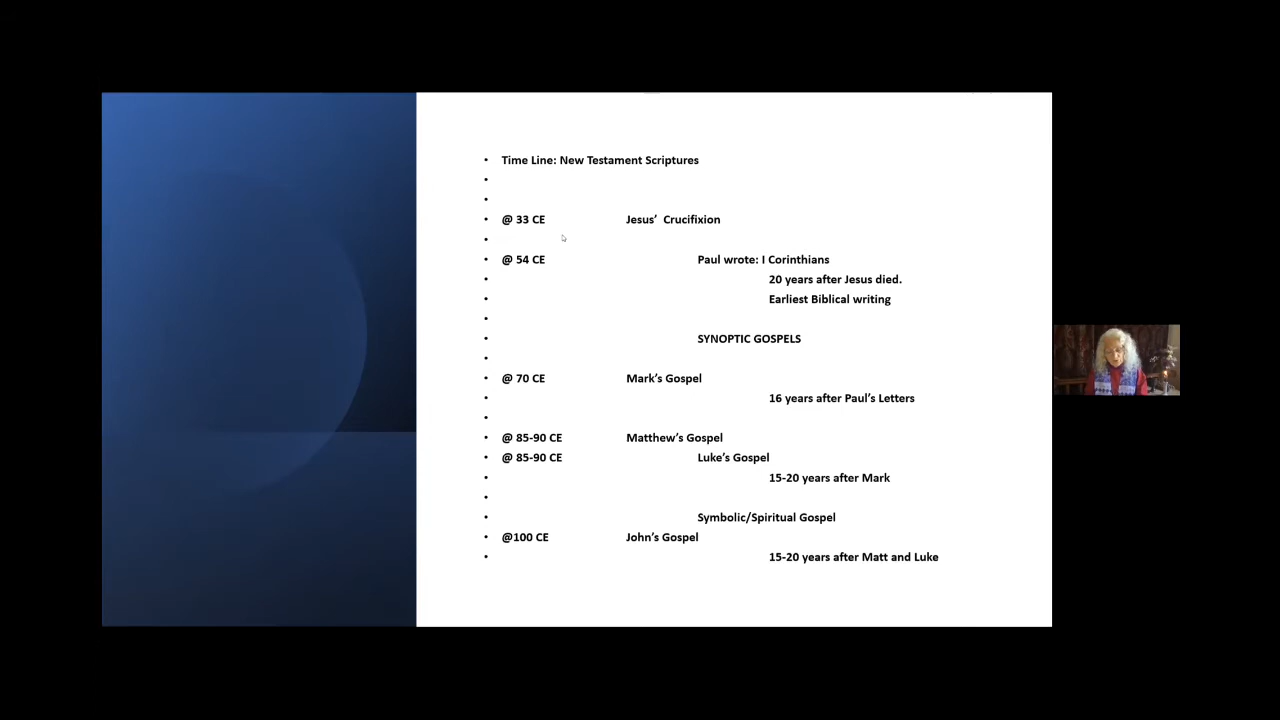 Time Line: New Testament Scriptures
@ 33 CE Jesus’ Crucifixion
@ 54 CE Paul wrote: I Corinthians
20 years after Jesus died.
Earliest Biblical writing
SYNOPTIC GOSPELS
@ 70 CE Mark’s Gospel
16 years after Paul’s Letters
@ 85-90 CE Matthew’s Gospel
@ 85-90 CE Luke’s Gospel
15-20 years after Mark
Symbolic/Spiritual Gospel
@100 CE John’s Gospel
15-20 years after Matt and Luke